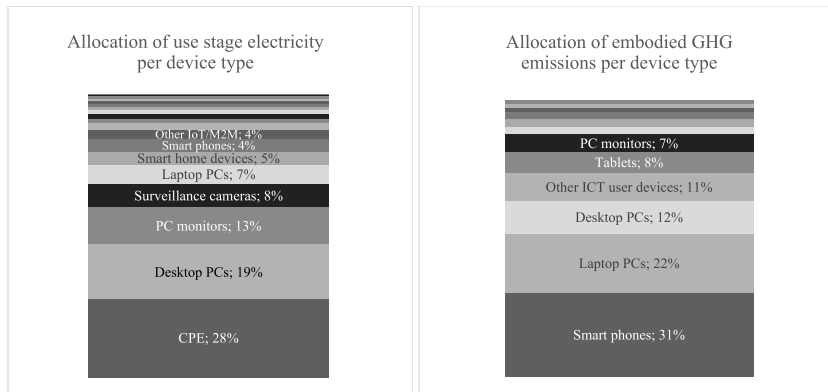 Allocation of use stage electricity
per device type
Other IoT/M2M; 4%
Smart phones; 4%
Smart home devices; 5%
Laptop PCs; 7%
Surveillance cameras; 8%
PC monitors; 13%
Desktop PCs; 19%
CPE; 28%
Allocation of embodied GHG
emissions per device type
PC monitors; 7%
Tablets; 8%
Other ICT user devices; 11%
Desktop PCs; 12%
Laptop PCs; 22%
Smart phones; 31%